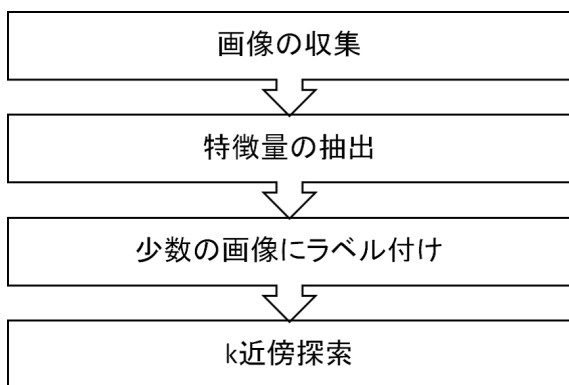 画像の収集
特徴量の抽出
少数の画像にラベル付け
k近傍探索